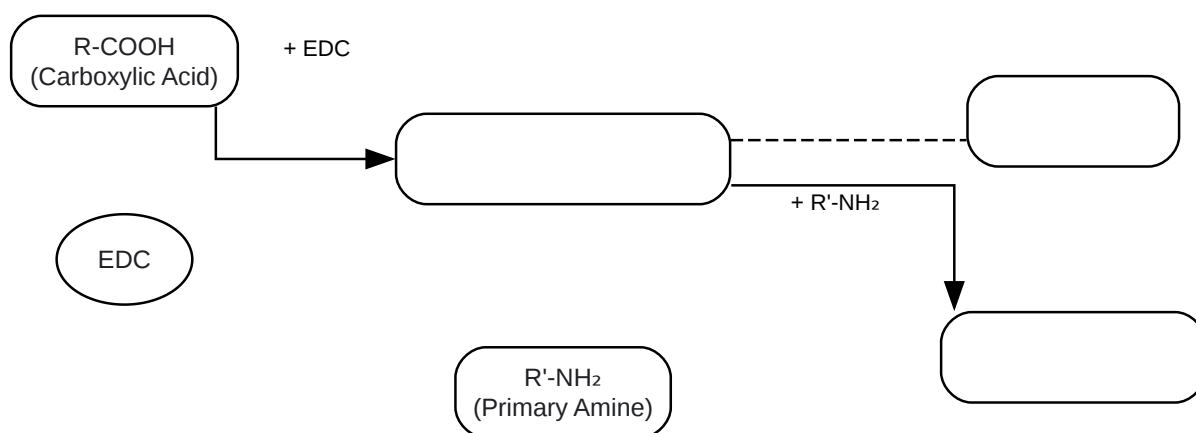 R-COOH
(Carboxylic Acid)
+ EDC
+ R'-NH₂
EDC
R'-NH₂
(Primary Amine)